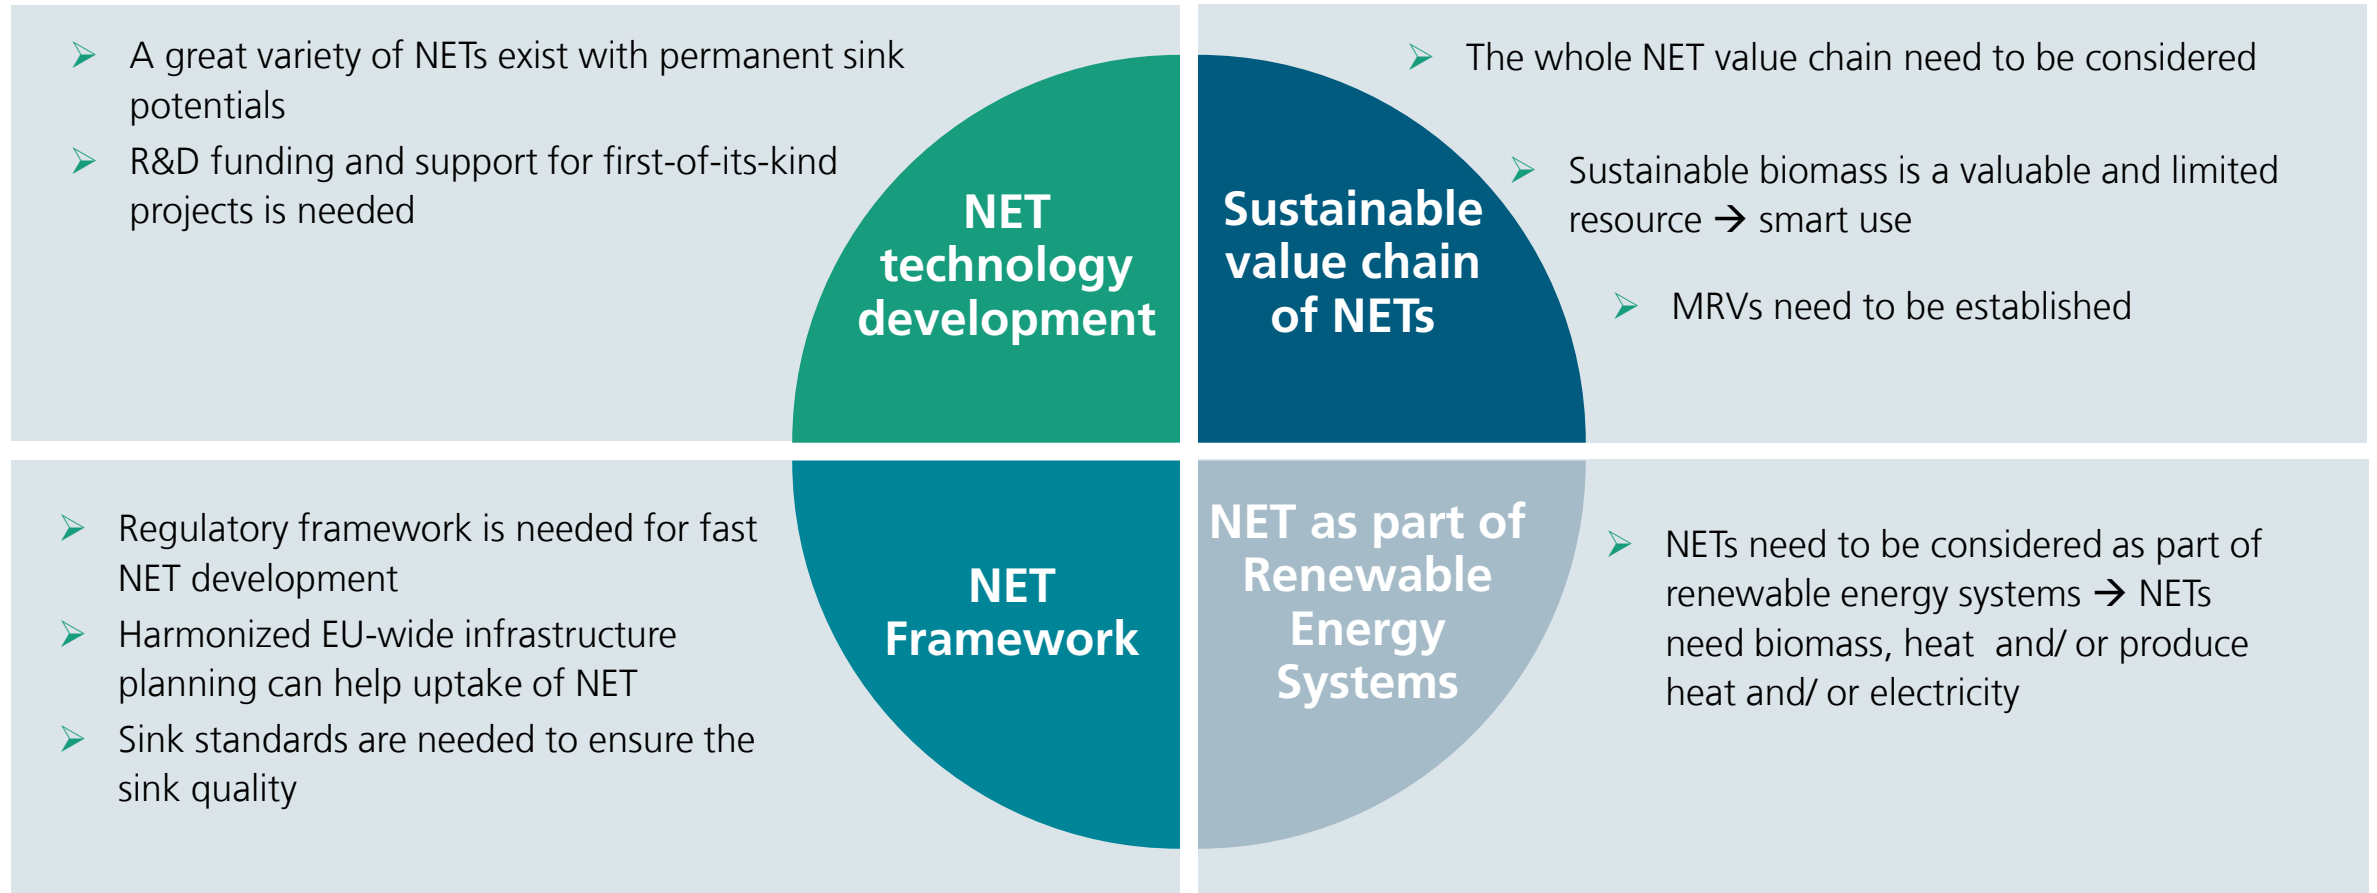 ➢ A great variety of NETs exist with permanent sink
potentials
➢ R&D funding and support for first-of-its-kind
projects is needed
NET
technology
development
Sustainable
value chain
of NETs
➢ The whole NET value chain need to be considered
➢ Sustainable biomass is a valuable and limited
resource → smart use
➢ MRVs need to be established
➢ Regulatory framework is needed for fast
NET development
➢ Harmonized EU-wide infrastructure
planning can help uptake of NET
➢ Sink standards are needed to ensure the
sink quality
NET
Framework
NET as part of
Renewable
Energy
Systems
➢ NETs need to be considered as part of
renewable energy systems → NETs
need biomass, heat and/ or produce
heat and/ or electricity